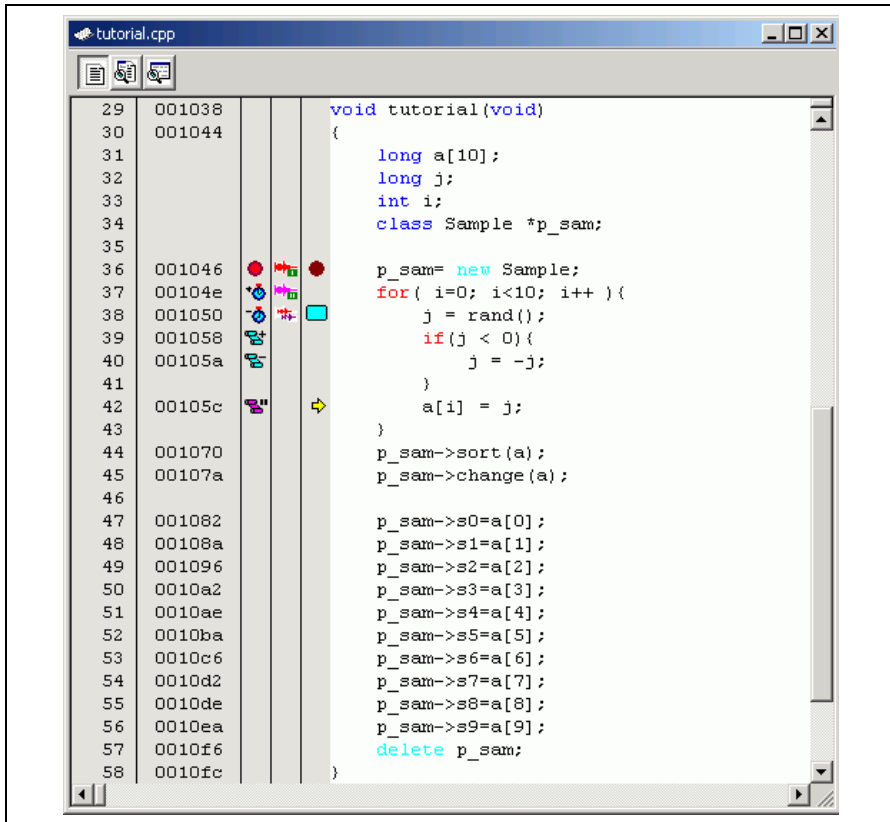 tutorial.cpp
29 001038 void tutorial(void)
30 001044 {
31 long a[10];
32 long j;
33 int i;
34 class Sample *p_sam;
35
36 001046 p_sam= new Sample;
37 00104e for( i=0; i<10; i++ ){
38 001050 j = rand();
39 001058 if(j < 0){
40 00105a j = -j;
41 }
42 00105c a[i] = j;
43 }
44 001070 p_sam->sort(a);
45 00107a p_sam->change(a);
46
47 001082 p_sam->s0=a[0];
48 00108a p_sam->s1=a[1];
49 001096 p_sam->s2=a[2];
50 0010a2 p_sam->s3=a[3];
51 0010ae p_sam->s4=a[4];
52 0010ba p_sam->s5=a[5];
53 0010c6 p_sam->s6=a[6];
54 0010d2 p_sam->s7=a[7];
55 0010de p_sam->s8=a[8];
56 0010ea p_sam->s9=a[9];
57 0010f6 delete p_sam;
58 0010fc }